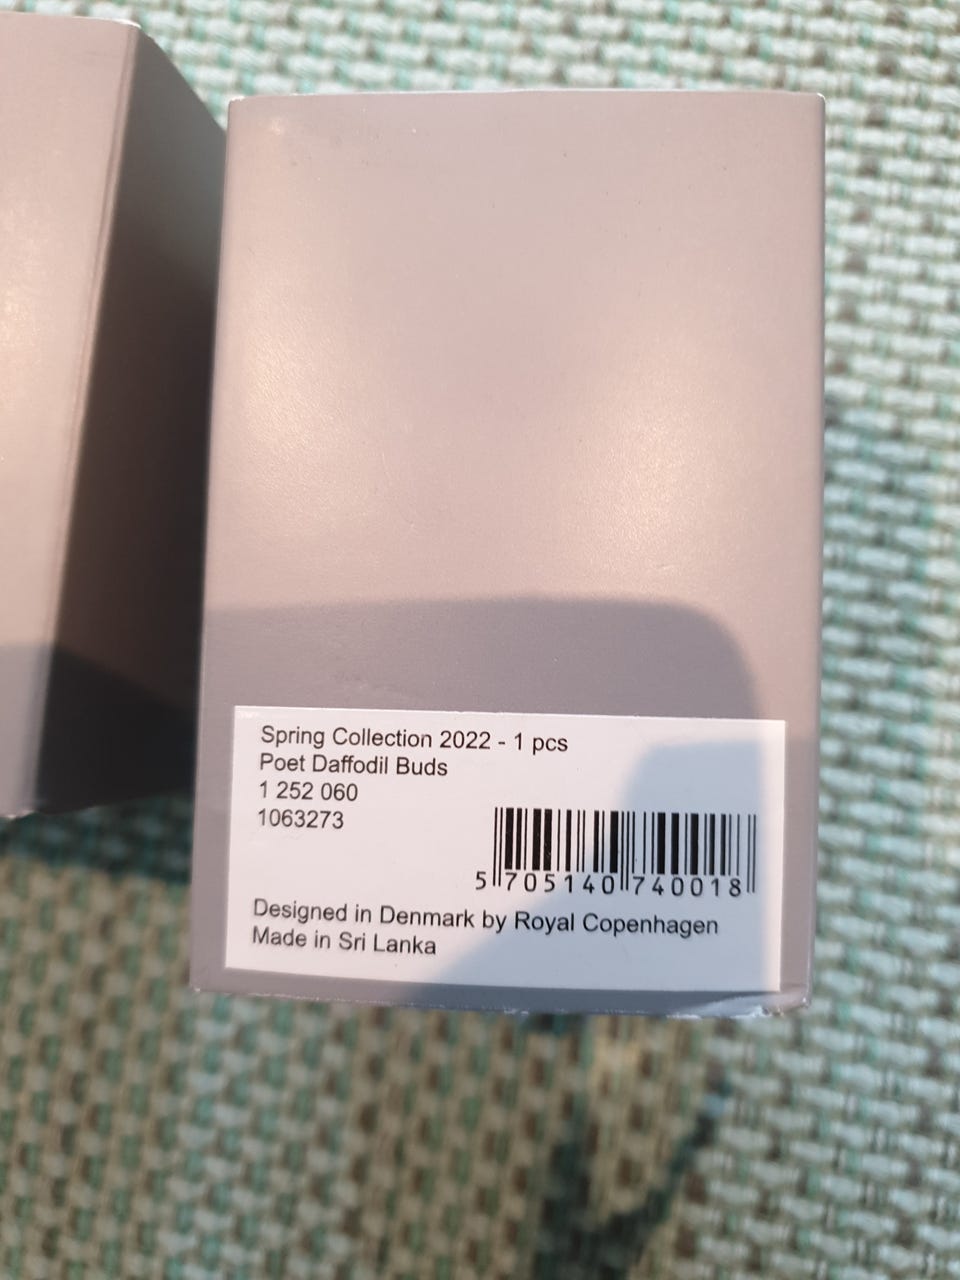 Spring Collection 2022 - 1 pcs
Poet Daffodil Buds
1 252 060
1063273
5 705140 740018
Designed in Denmark by Royal Copenhagen
Made in Sri Lanka